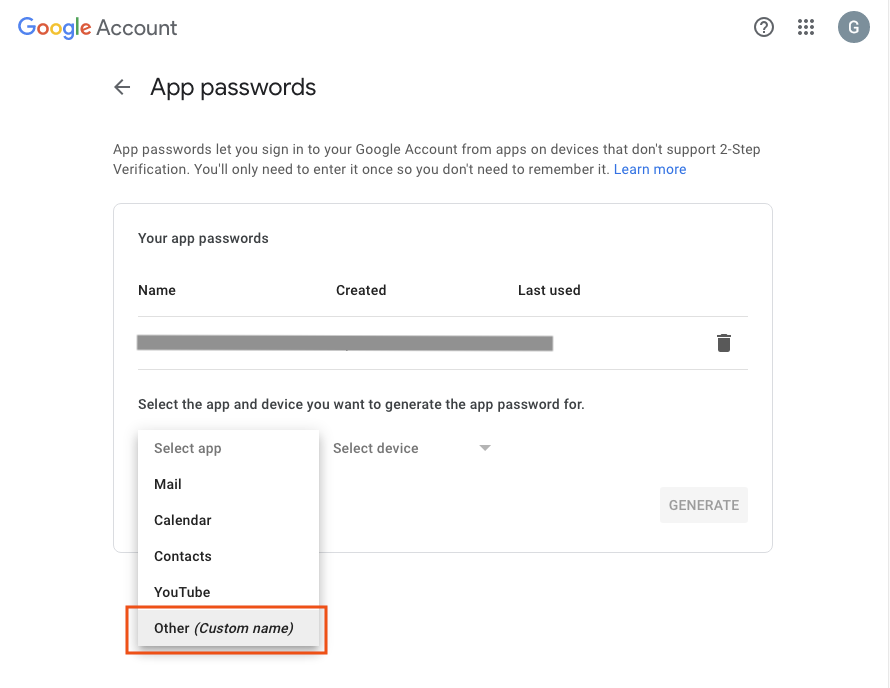 Google Account
G
App passwords
App passwords let you sign in to your Google Account from apps on devices that don't support 2-Step
Verification. You'll only need to enter it once so you don't need to remember it. Learn more
Your app passwords
Name Created Last used
Select the app and device you want to generate the app password for.
Select app Select device
Mail
Calendar
GENERATE
Contacts
YouTube
Other (Custom name)